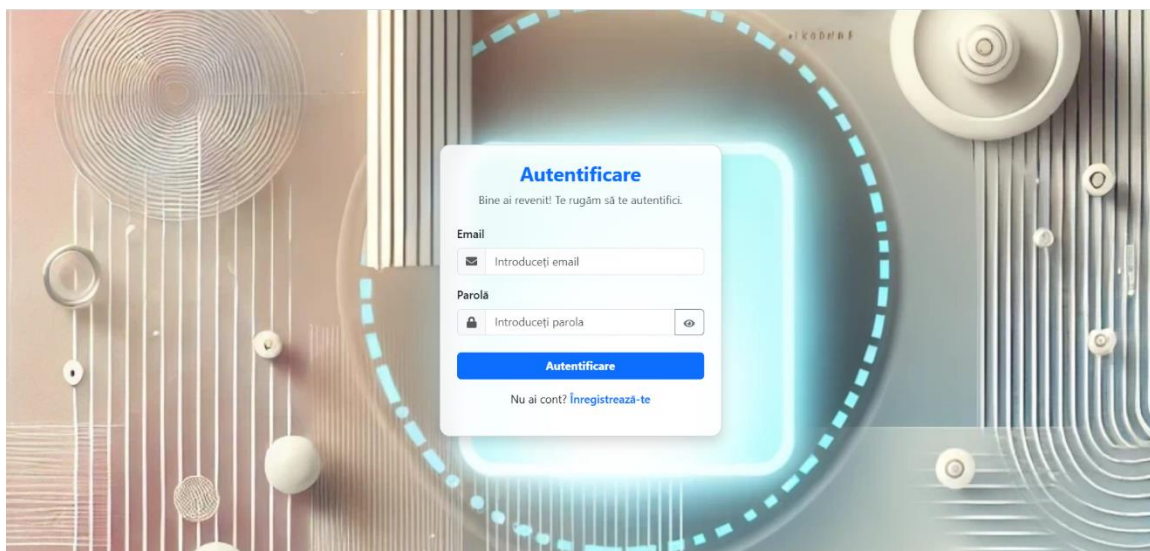 Autentificare
Bine ai revenit! Te rugăm să te autentifici.
Email
Introduceți email
Parolă
Introduceți parola
Autentificare
Nu ai cont? Înregistrează-te